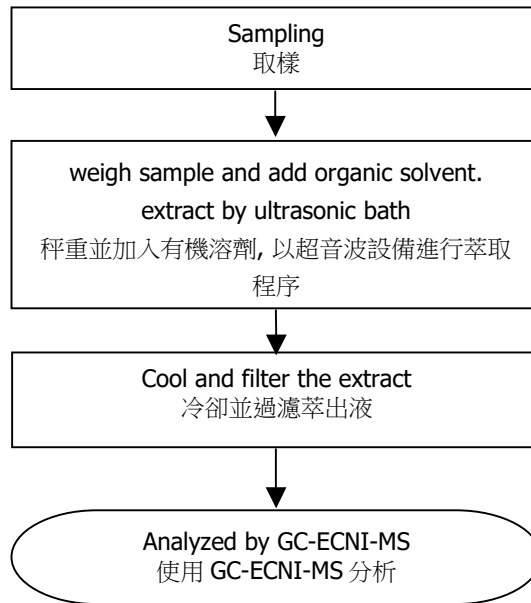 Sampling
取樣
weigh sample and add organic solvent.
extract by ultrasonic bath
秤重並加入有機溶劑, 以超音波設備進行萃取
程序
Cool and filter the extract
冷卻並過濾萃出液
Analyzed by GC-ECNI-MS
使用 GC-ECNI-MS 分析